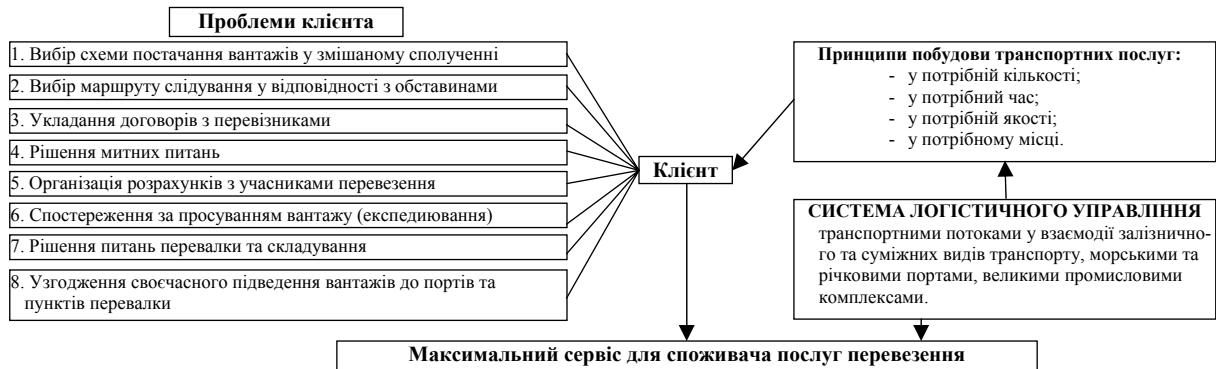 Проблеми клієнта
1. Вибір схеми постачання вантажів у змішаному сполученні
2. Вибір маршруту слідування у відповідності з обставинами
3. Укладання договорів з перевізниками
4. Рішення митних питань
5. Організація розрахунків з учасниками перевезення
6. Спостереження за просуванням вантажу (експедиювання)
7. Рішення питань перевалки та складування
8. Узгодження своєчасного підведення вантажів до портів та
пунктів перевалки
Клієнт
Принципи побудови транспортних послуг:
- у потрібній кількості;
- у потрібний час;
- у потрібній якості;
- у потрібному місці.
СИСТЕМА ЛОГІСТИЧНОГО УПРАВЛІННЯ
транспортними потоками у взаємодії залізнично-
го та суміжних видів транспорту, морськими та
річковими портами, великими промисловими
комплексами.
Максимальний сервіс для споживача послуг перевезення